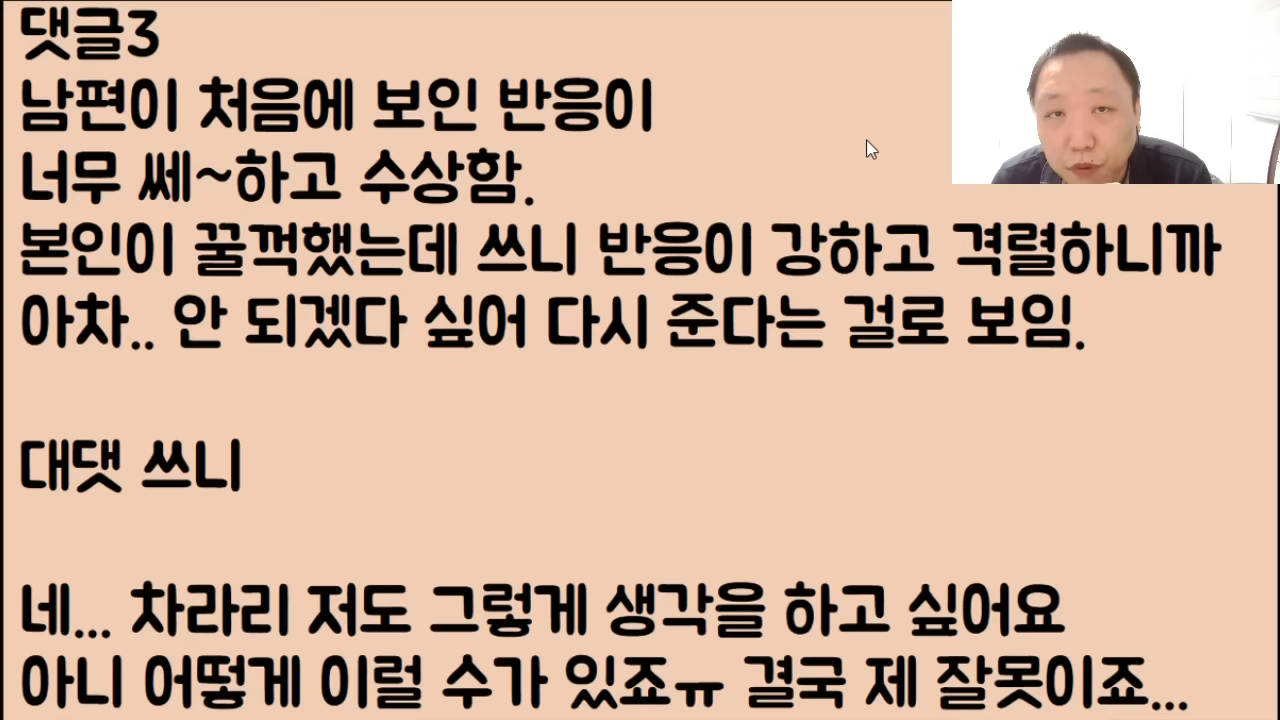 댓글3
남편이 처음에 보인 반응이
너무 쎄~하고 수상함.
본인이 꿀꺽했는데 쓰니 반응이 강하고 격렬하니까
아차.. 안 되겠다 싶어 다시 준다는 걸로 보임.
대댓 쓰니
네... 차라리 저도 그렇게 생각을 하고 싶어요
아니 어떻게 이럴 수가 있죠ㅠ 결국 제 잘못이죠...